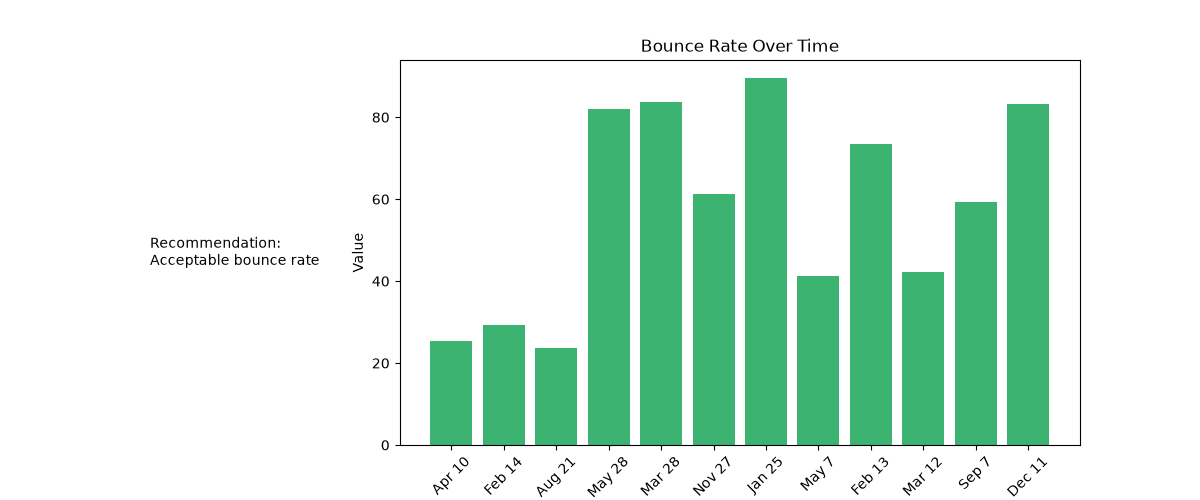 Bounce Rate Over Time
Recommendation:
Acceptable bounce rate
Value
80
60
40
20
0
Apr 10
Feb 14
Aug 21
May 28
Mar 28
Nov 27
Jan 25
May 7
Feb 13
Mar 12
Sep 7
Dec 11